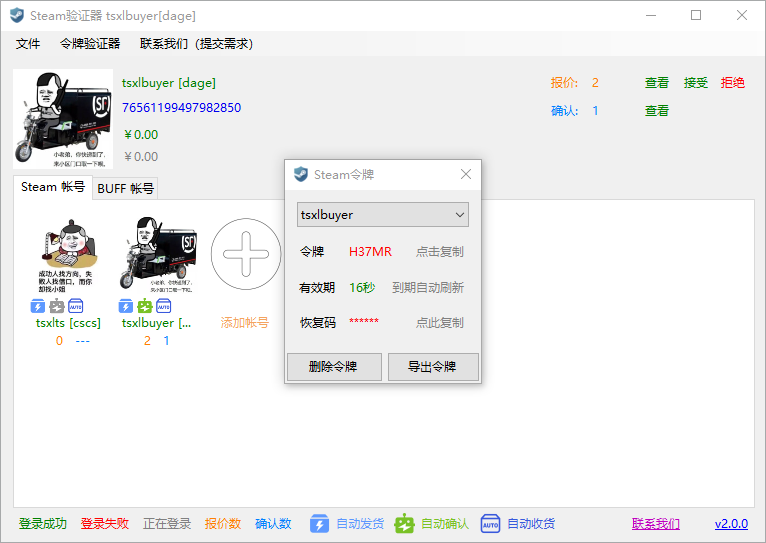 Steam验证器 tsxlbuyer[dage]
文件 令牌验证器 联系我们（提交需求）
tsxlbuyer [dage]
76561199497982850
￥0.00
￥0.00
报价: 2 查看 接受 拒绝
确认: 1 查看
小老弟，你快递到了，
来小区门口取一下哦。
Steam 帐号 BUFF 帐号
成功人找方向、失
败人找借口，而你
却找小姐
tsxlts [cscs]
0 ---
AUTO
tsxlbuyer [...
2 1
AUTO
添加帐号
Steam令牌
tsxlbuyer
令牌 H37MR 点击复制
有效期 16秒 到期自动刷新
恢复码 ****** 点此复制
删除令牌 导出令牌
登录成功 登录失败 正在登录 报价数 确认数 自动发货 自动确认 AUTO 自动收货 联系我们 v2.0.0